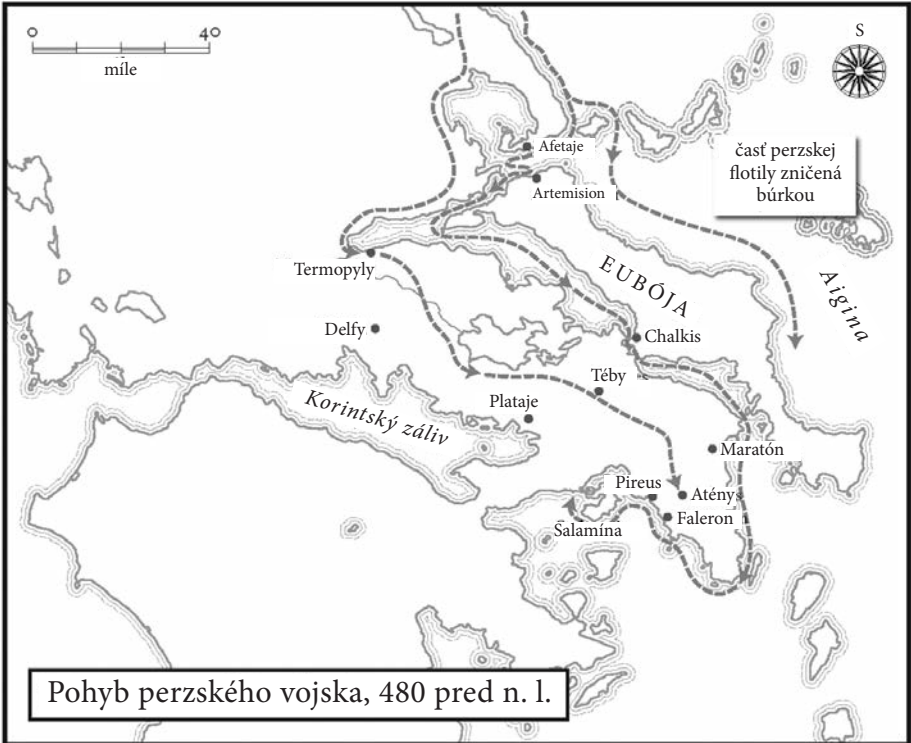 0 40
míle
S
Afetaje
Artemision
časť perzskej
flotily zničená
búrkou
Termopyly
EUBÓJA
Aigina
Delfy
Chalkis
Téby
Korintský záliv
Plataje
Maratón
Pireus
Atény
Salamína
Faleron
Pohyb perzského vojska, 480 pred n. l.